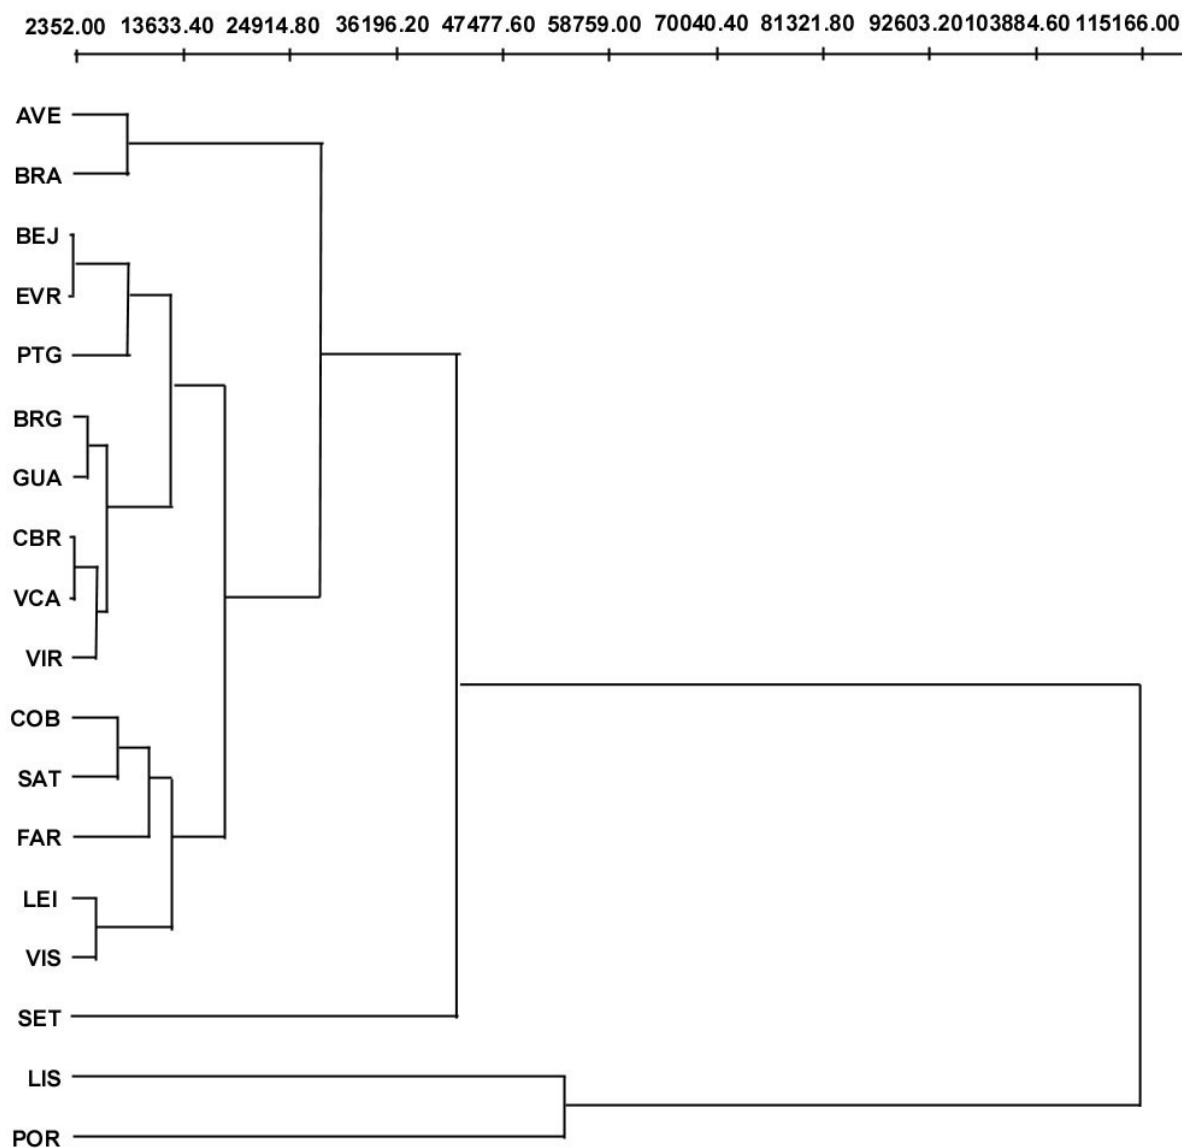 2352.00 13633.40 24914.80 36196.20 47477.60 58759.00 70040.40 81321.80 92603.20 103884.60 115166.00
AVE
BRA
BEJ
EVR
PTG
BRG
GUA
CBR
VCA
VIR
COB
SAT
FAR
LEI
VIS
SET
LIS
POR